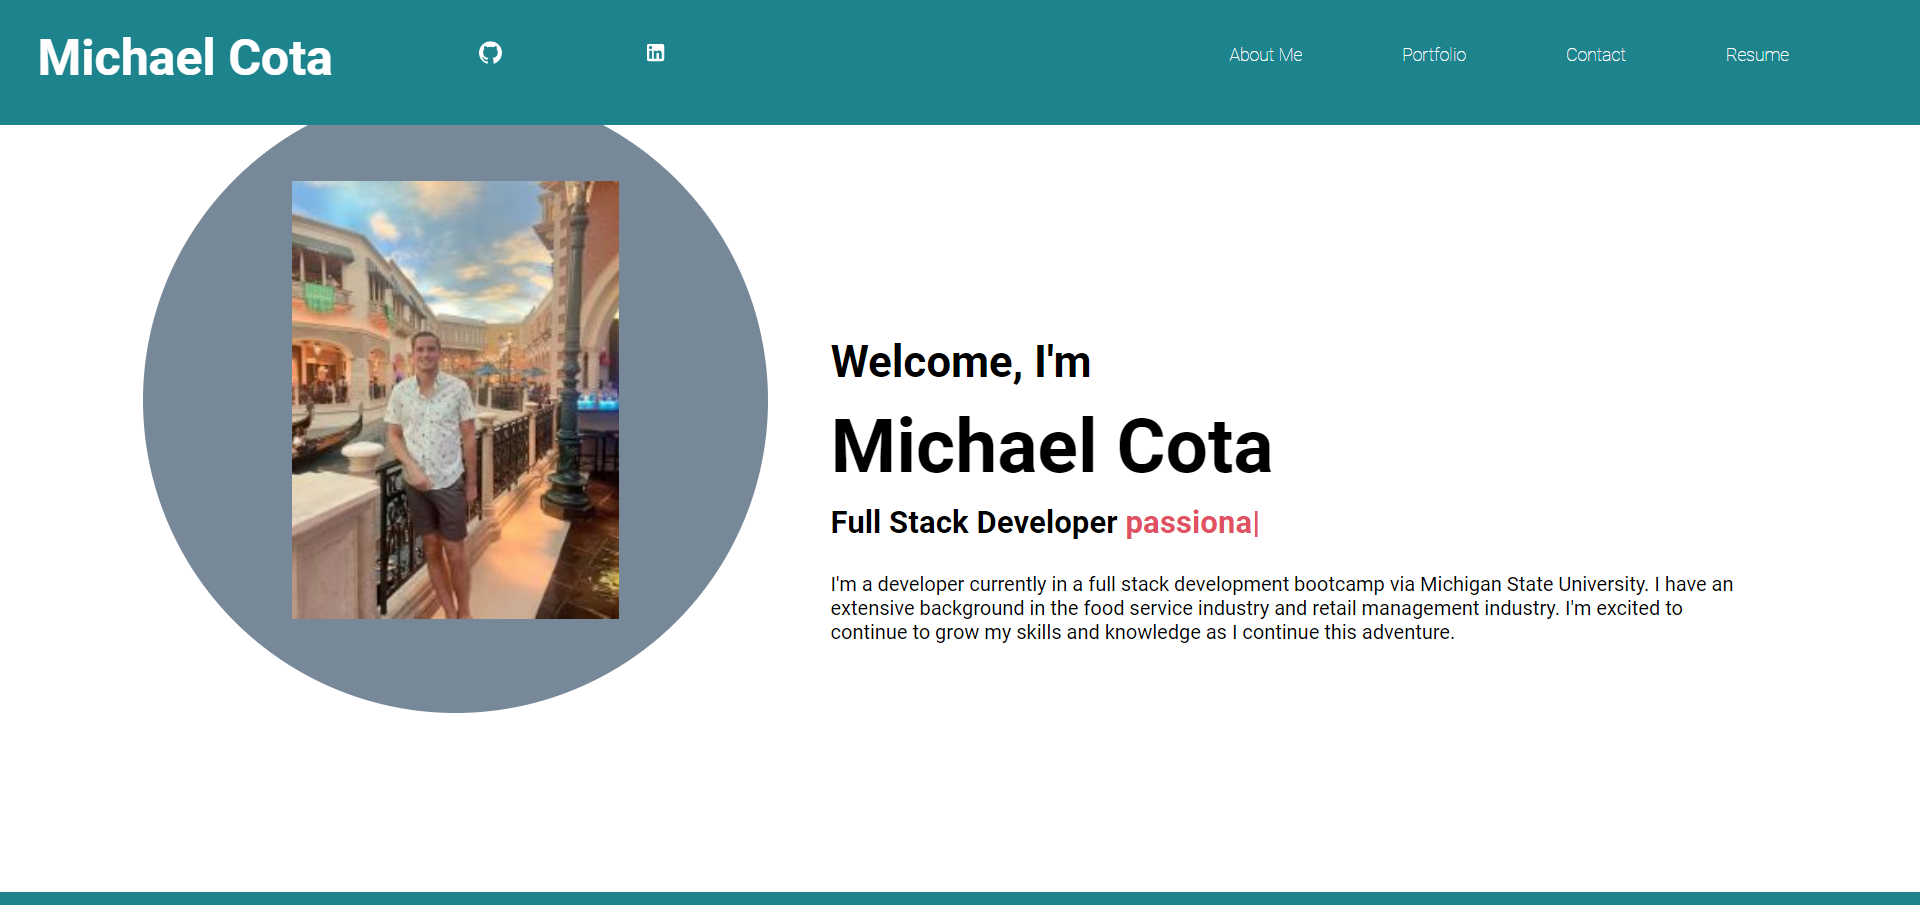 Michael Cota
About Me
Portfolio
Contact
Resume
Welcome, I'm
Michael Cota
Full Stack Developer passiona|
I'm a developer currently in a full stack development bootcamp via Michigan State University. I have an
extensive background in the food service industry and retail management industry. I'm excited to
continue to grow my skills and knowledge as I continue this adventure.